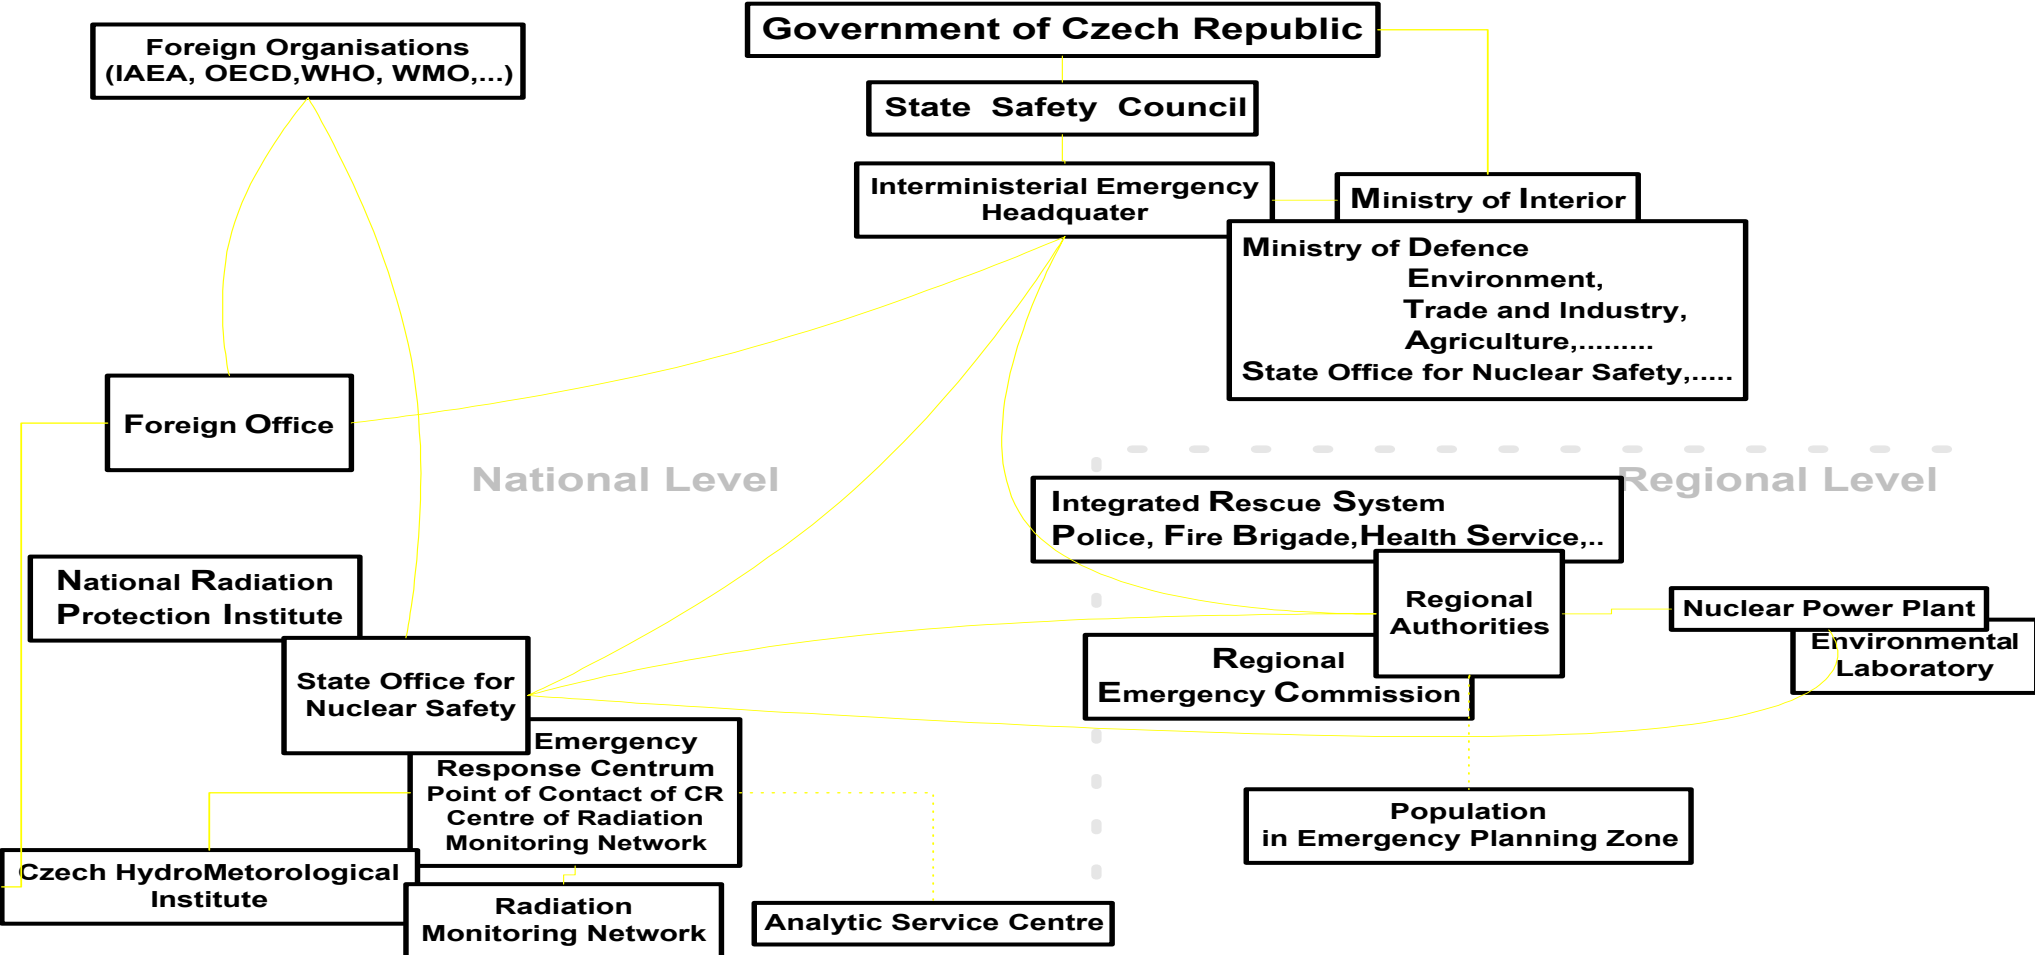 Government of Czech Republic
Foreign Organisations
(IAEA, OECD,WHO, WMO,...)
State Safety Council
Interministerial Emergency
Headquater
Ministry of Interior
Ministry of Defence
Environment,
Trade and Industry,
Agriculture,.........
State Office for Nuclear Safety,.....
Foreign Office
National Level
Regional Level
Integrated Rescue System
Police, Fire Brigade,Health Service,..
National Radiation
Protection Institute
Regional
Authorities
Nuclear Power Plant
Environmental
Laboratory
Regional
Emergency Commission
State Office for
Nuclear Safety
Emergency
Response Centrum
Point of Contact of CR
Centre of Radiation
Monitoring Network
Population
in Emergency Planning Zone
Czech HydroMetorological
Institute
Radiation
Monitoring Network
Analytic Service Centre